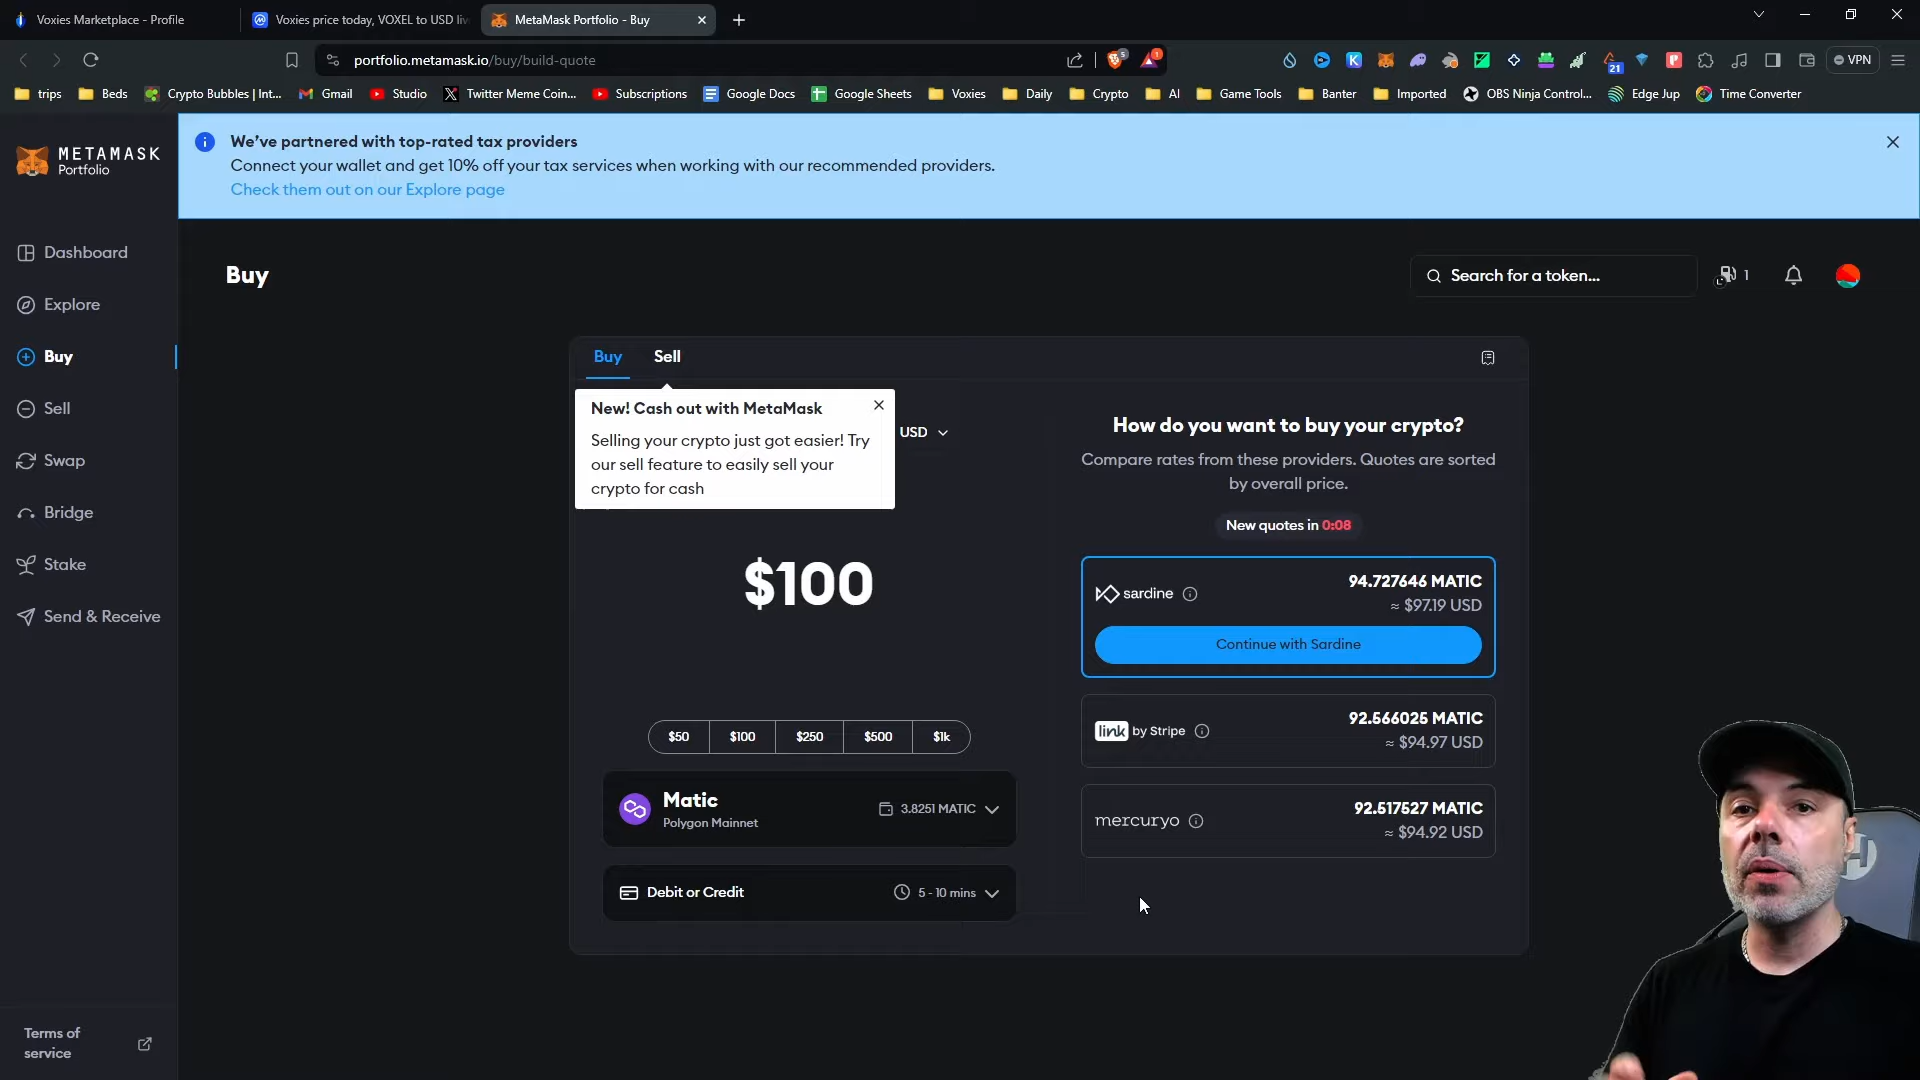 Voxies Marketplace - Profile
Voxies price today, VOXEL to USD liv
MetaMask Portfolio - Buy
portfolio.metamask.io/buy/build-quote
5
1
21
VPN
trips
Beds
Crypto Bubbles | Int...
Gmail
Studio
Twitter Meme Coin...
Subscriptions
Google Docs
Google Sheets
Voxies
Daily
Crypto
AI
Game Tools
Banter
Imported
OBS Ninja Control...
Edge Jup
Time Converter
METAMASK
Portfolio
We've partnered with top-rated tax providers
Connect your wallet and get 10% off your tax services when working with our recommended providers.
Check them out on our Explore page
Dashboard
Explore
Buy
Sell
Swap
Bridge
Stake
Send & Receive
Terms of
service
Buy
Search for a token...
1
Buy
Sell
New! Cash out with MetaMask
Selling your crypto just got easier! Try
our sell feature to easily sell your
crypto for cash
USD
$100
$50
$100
$250
$500
$1k
Matic
Polygon Mainnet
3.8251 MATIC
Debit or Credit
5 - 10 mins
How do you want to buy your crypto?
Compare rates from these providers. Quotes are sorted
by overall price.
New quotes in 0:08
sardine
94.727646 MATIC
≈ $97.19 USD
Continue with Sardine
link by Stripe
92.566025 MATIC
≈ $94.97 USD
mercuryo
92.517527 MATIC
≈ $94.92 USD